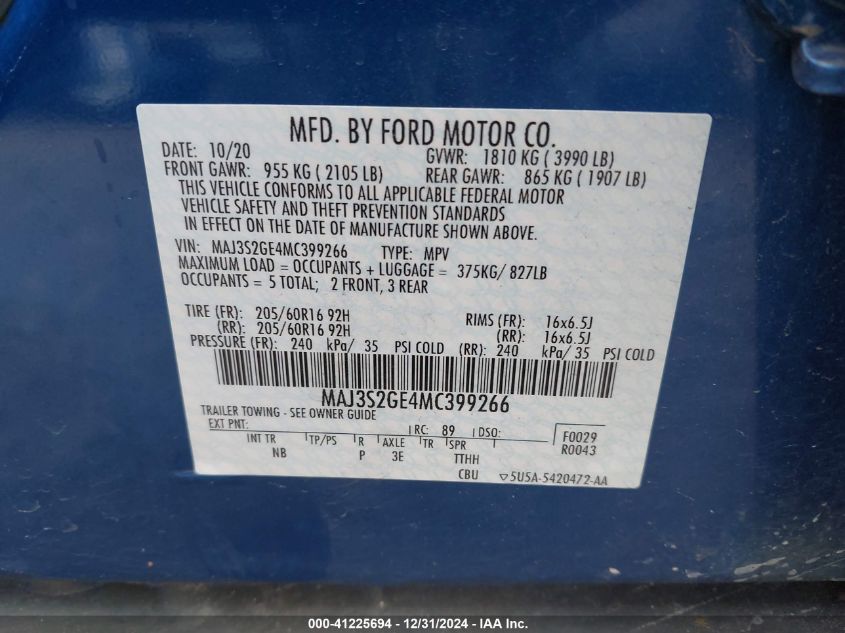 MFD. BY FORD MOTOR CO.
DATE: 10/20 GVWR: 1810 KG ( 3990 LB)
FRONT GAWR: 955 KG ( 2105 LB) REAR GAWR: 865 KG ( 1907 LB)
THIS VEHICLE CONFORMS TO ALL APPLICABLE FEDERAL MOTOR
VEHICLE SAFETY AND THEFT PREVENTION STANDARDS
IN EFFECT ON THE DATE OF MANUFACTURE SHOWN ABOVE.
VIN: MAJ3S2GE4MC399266 TYPE: MPV
MAXIMUM LOAD = OCCUPANTS + LUGGAGE = 375KG/ 827LB
OCCUPANTS = 5 TOTAL; 2 FRONT, 3 REAR
TIRE (FR): 205/60R16 92H RIMS (FR): 16x6.5J
(RR): 205/60R16 92H (RR): 16x6.5J
PRESSURE (FR): 240 kPa/ 35 PSI COLD (RR): 240 kPa/ 35 PSI COLD
MAJ3S2GE4MC399266
TRAILER TOWING - SEE OWNER GUIDE
EXT PNT: RC: 89 DSO: F0029
INT TR TP/PS R AXLE TR SPR R0043
NB P 3E TTHH
CBU ▽5U5A-5420472-AA
000-41225694 - 12/31/2024 - IAA Inc.